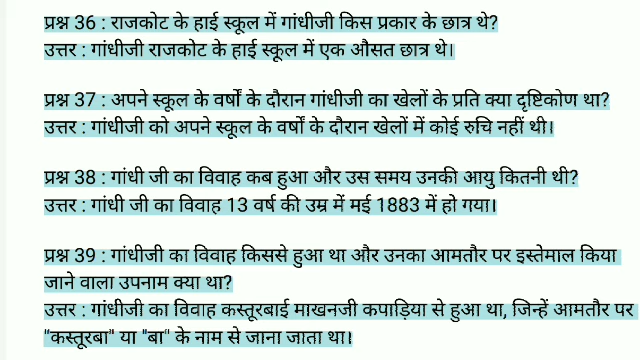 प्रश्न 36 : राजकोट के हाई स्कूल में गांधीजी किस प्रकार के छात्र थे?
उत्तर : गांधीजी राजकोट के हाई स्कूल में एक औसत छात्र थे।
प्रश्न 37 : अपने स्कूल के वर्षों के दौरान गांधीजी का खेलों के प्रति क्या दृष्टिकोण था?
उत्तर : गांधीजी को अपने स्कूल के वर्षों के दौरान खेलों में कोई रुचि नहीं थी।
प्रश्न 38 : गांधी जी का विवाह कब हुआ और उस समय उनकी आयु कितनी थी?
उत्तर : गांधी जी का विवाह 13 वर्ष की उम्र में मई 1883 में हो गया।
प्रश्न 39 : गांधीजी का विवाह किससे हुआ था और उनका आमतौर पर इस्तेमाल किया
जाने वाला उपनाम क्या था?
उत्तर : गांधीजी का विवाह कस्तूरबाई माखनजी कपाड़िया से हुआ था, जिन्हें आमतौर पर
"कस्तूरबा" या "बा" के नाम से जाना जाता था।